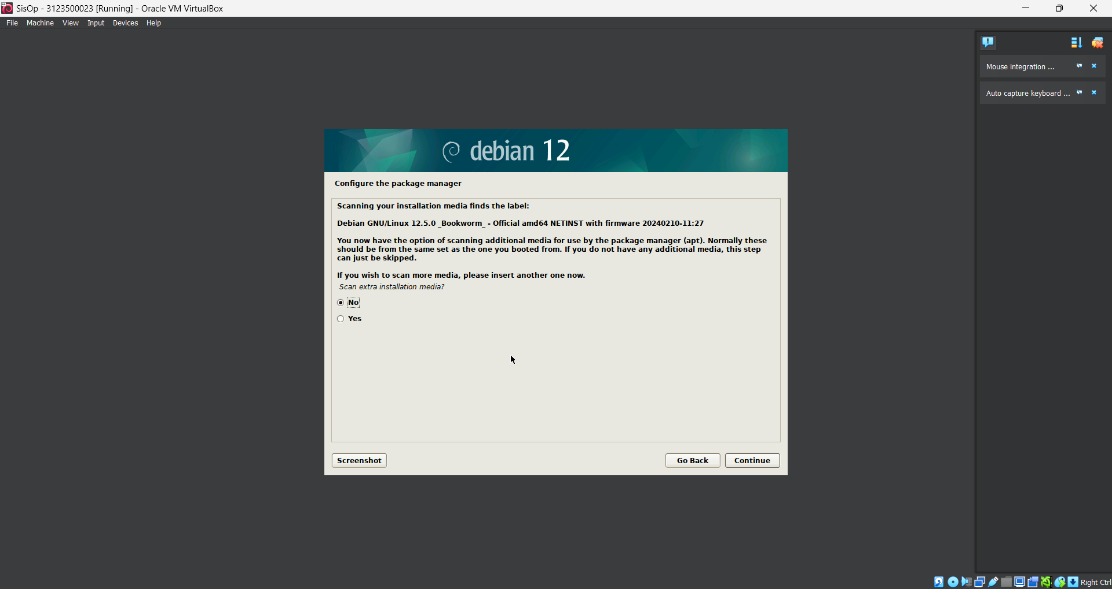 SisOp - 3123500023 [Running] - Oracle VM VirtualBox
File Machine View Input Devices Help
Mouse integration ...
Auto capture keyboard ...
debian 12
Configure the package manager
Scanning your installation media finds the label:
Debian GNU/Linux 12.5.0 _Bookworm_ - Official amd64 NETINST with firmware 20240210-11:27
You now have the option of scanning additional media for use by the package manager (apt). Normally these
should be from the same set as the one you booted from. If you do not have any additional media, this step
can just be skipped.
If you wish to scan more media, please insert another one now.
Scan extra installation media?
No
Yes
Screenshot Go Back Continue
Right Ctrl